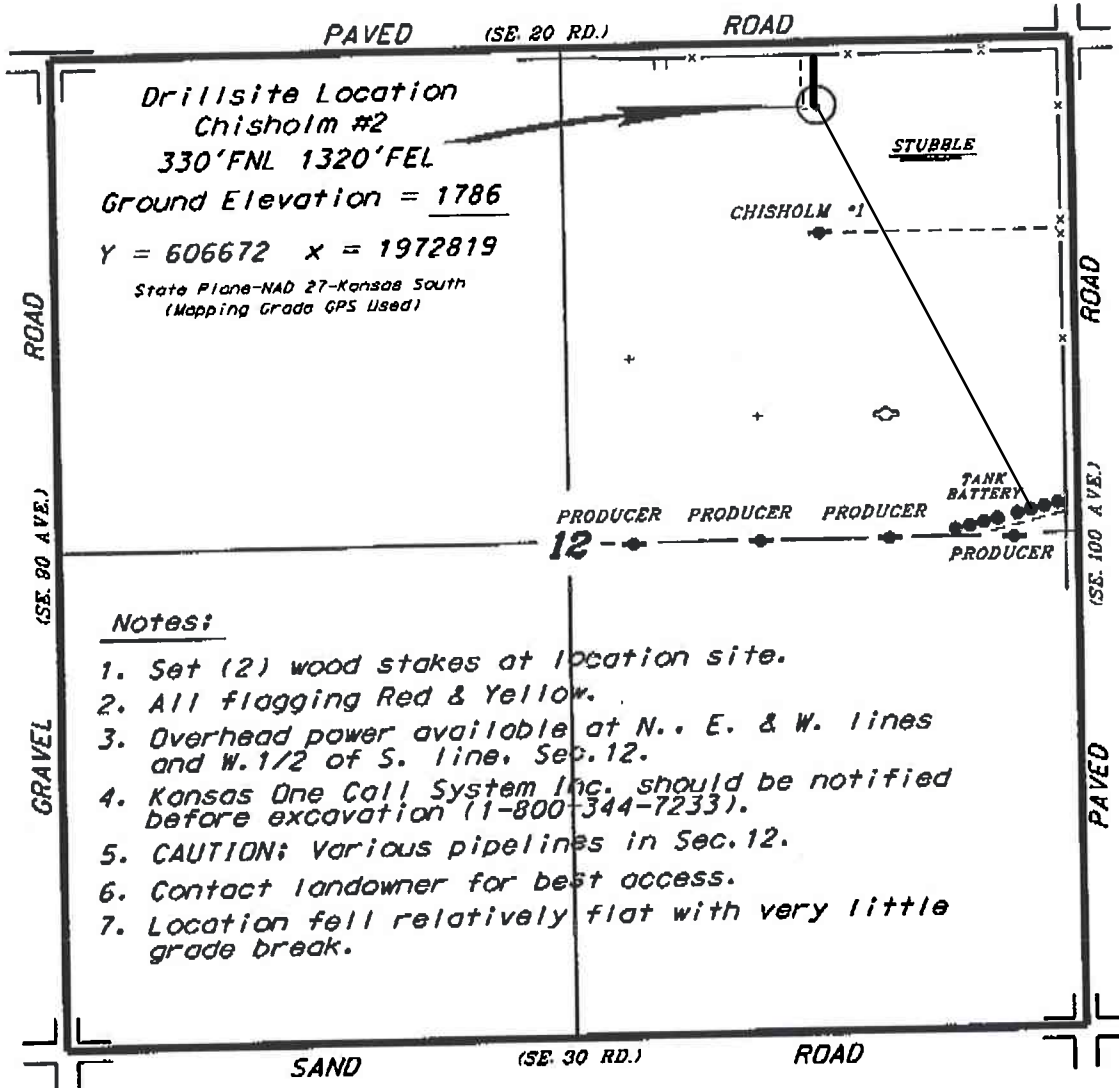 PAVED (SE. 20 RD.) ROAD
Drillsite Location
Chisholm #2
330'FNL 1320'FEL
Ground Elevation = 1786
Y = 606672 x = 1972819
State Plane-NAD 27-Kansas South
(Mapping Grade GPS Used)
STUBBLE
CHISHOLM #1
ROAD
ROAD
TANK
BATTERY
PRODUCER PRODUCER PRODUCER
12
PRODUCER
(SE. 90 AVE.)
(SE. 100 AVE.)
Notes:
1. Set (2) wood stakes at location site.
2. All flagging Red & Yellow.
3. Overhead power available at N., E. & W. lines
and W.1/2 of S. line, Sec.12.
4. Kansas One Call System Inc. should be notified
before excavation (1-800-344-7233).
5. CAUTION: Various pipelines in Sec.12.
6. Contact landowner for best access.
7. Location fell relatively flat with very little
grade break.
GRAVEL
PAVED
SAND (SE. 30 RD.) ROAD